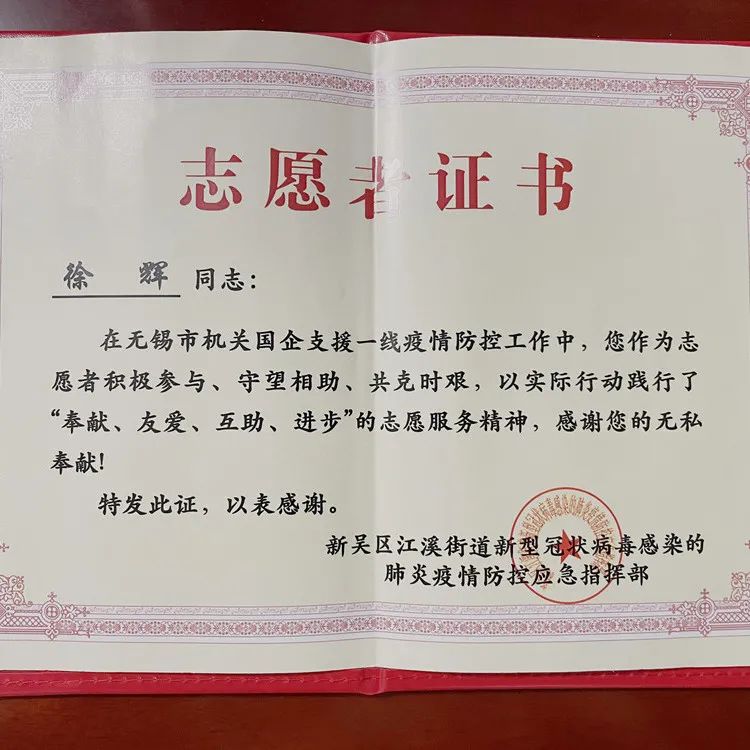 志愿者证书
徐 辉 同志：
在无锡市机关国企支援一线疫情防控工作中，您作为志
愿者积极参与、守望相助、共克时艰，以实际行动践行了
“奉献、友爱、互助、进步”的志愿服务精神，感谢您的无私
奉献!
特发此证，以表感谢。
新吴区江溪街道新型冠状病毒感染的
肺炎疫情防控应急指挥部